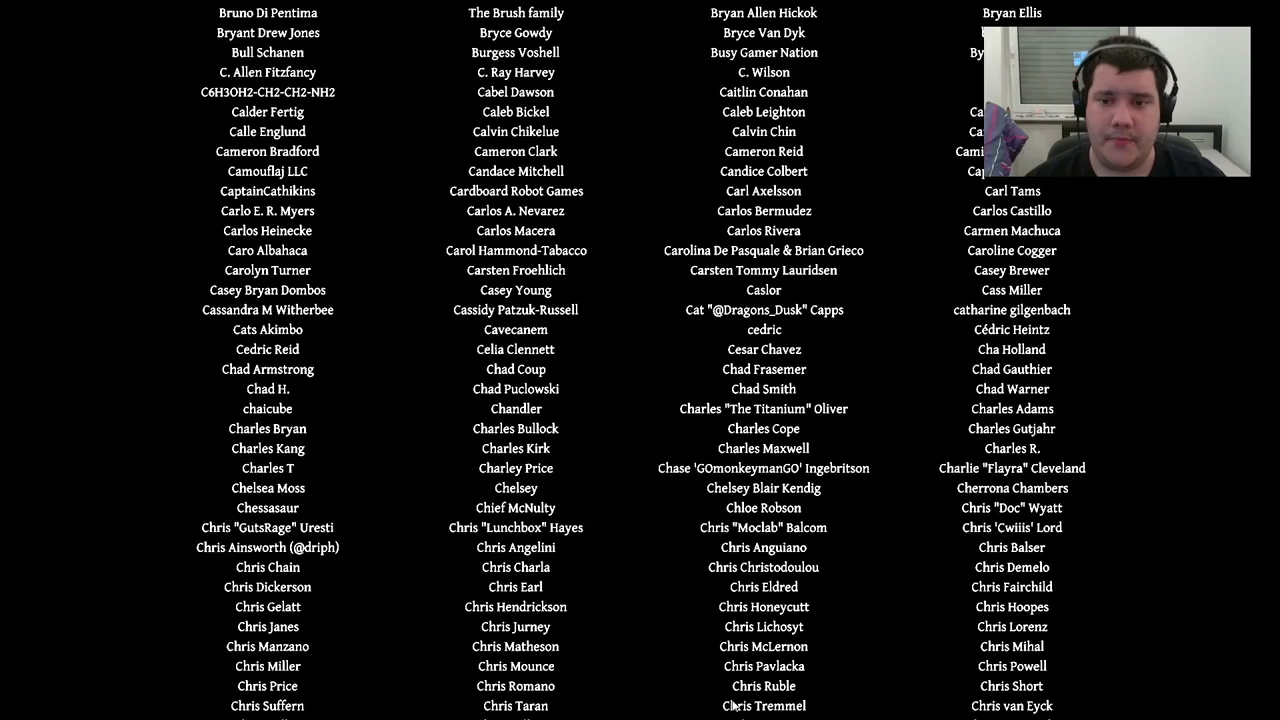 Bruno Di Pentima The Brush family Bryan Allen Hickok Bryan Ellis
Bryant Drew Jones Bryce Gowdy Bryce Van Dyk
Bull Schanen Burgess Voshell Busy Gamer Nation
C. Allen Fitzfancy C. Ray Harvey C. Wilson
C6H3OH2-CH2-CH2-NH2 Cabel Dawson Caitlin Conahan
Calder Fertig Caleb Bickel Caleb Leighton
Calle Englund Calvin Chikelue Calvin Chin
Cameron Bradford Cameron Clark Cameron Reid
Camouflaj LLC Candace Mitchell Candice Colbert
CaptainCathikins Cardboard Robot Games Carl Axelsson Carl Tams
Carlo E. R. Myers Carlos A. Nevarez Carlos Bermudez Carlos Castillo
Carlos Heinecke Carlos Macera Carlos Rivera Carmen Machuca
Caro Albahaca Carol Hammond-Tabacco Carolina De Pasquale & Brian Grieco Caroline Cogger
Carolyn Turner Carsten Froehlich Carsten Tommy Lauridsen Casey Brewer
Casey Bryan Dombos Casey Young Caslor Cass Miller
Cassandra M Witherbee Cassidy Patzuk-Russell Cat "@Dragons_Dusk" Capps catharine gilgenbach
Cats Akimbo Cavecanem cedric Cédric Heintz
Cedric Reid Celia Clennett Cesar Chavez Cha Holland
Chad Armstrong Chad Coup Chad Frasemer Chad Gauthier
Chad H. Chad Puclowski Chad Smith Chad Warner
chaicube Chandler Charles "The Titanium" Oliver Charles Adams
Charles Bryan Charles Bullock Charles Cope Charles Gutjahr
Charles Kang Charles Kirk Charles Maxwell Charles R.
Charles T Charley Price Chase 'GOmonkeymanGO' Ingebritson Charlie "Flayra" Cleveland
Chelsea Moss Chelsey Chelsey Blair Kendig Cherrona Chambers
Chessasaur Chief McNulty Chloe Robson Chris "Doc" Wyatt
Chris "GutsRage" Uresti Chris "Lunchbox" Hayes Chris "Moclab" Balcom Chris 'Cwiiis' Lord
Chris Ainsworth (@driph) Chris Angelini Chris Anguiano Chris Balser
Chris Chain Chris Charla Chris Christodoulou Chris Demelo
Chris Dickerson Chris Earl Chris Eldred Chris Fairchild
Chris Gelatt Chris Hendrickson Chris Honeycutt Chris Hoopes
Chris Janes Chris Jurney Chris Lichosyt Chris Lorenz
Chris Manzano Chris Matheson Chris McLernon Chris Mihal
Chris Miller Chris Mounce Chris Pavlacka Chris Powell
Chris Price Chris Romano Chris Ruble Chris Short
Chris Suffern Chris Taran Chris Tremmel Chris van Eyck